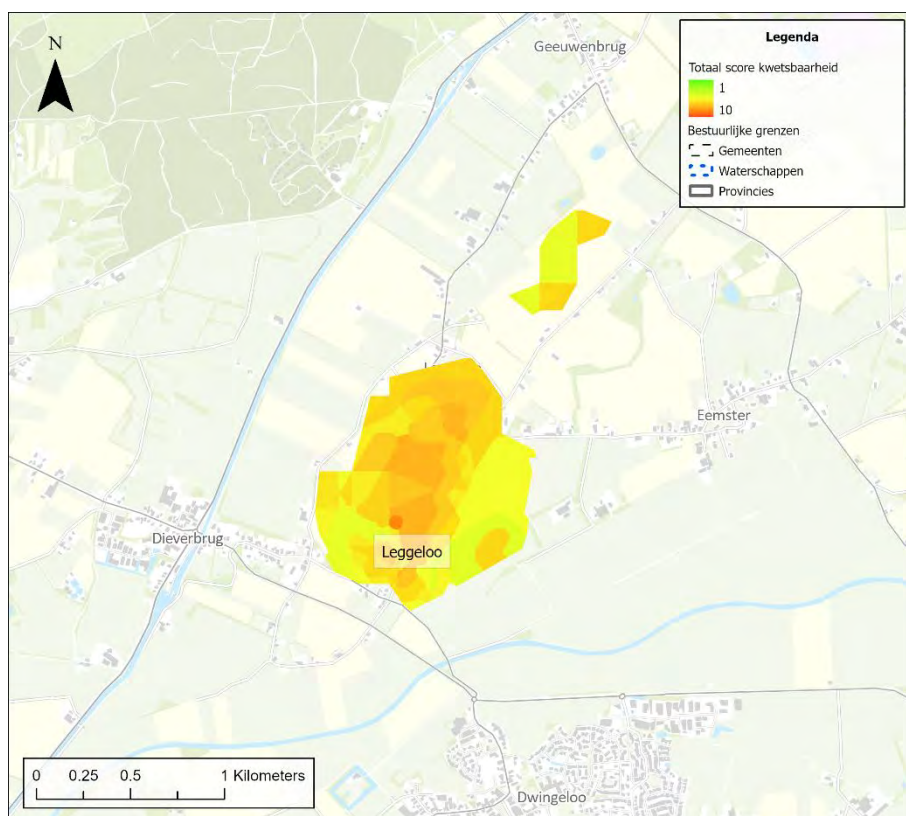 N
Geeuwenbrug
Legenda
Totaal score kwetsbaarheid
1
10
Bestuurlijke grenzen
Gemeenten
Waterschappen
Provincies
Eemster
Dieverbrug
Leggeloo
0 0.25 0.5 1 Kilometers
Dwingeloo